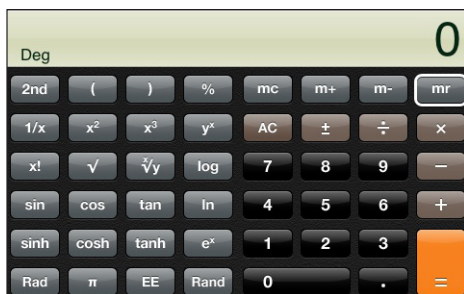 0
Deg
2nd ( ) % mc m+ m- mr
1/x x² x³ yˣ AC ± ÷ ×
x! √ ˣ√y log 7 8 9 −
sin cos tan ln 4 5 6 +
sinh cosh tanh eˣ 1 2 3
Rad π EE Rand 0 . =